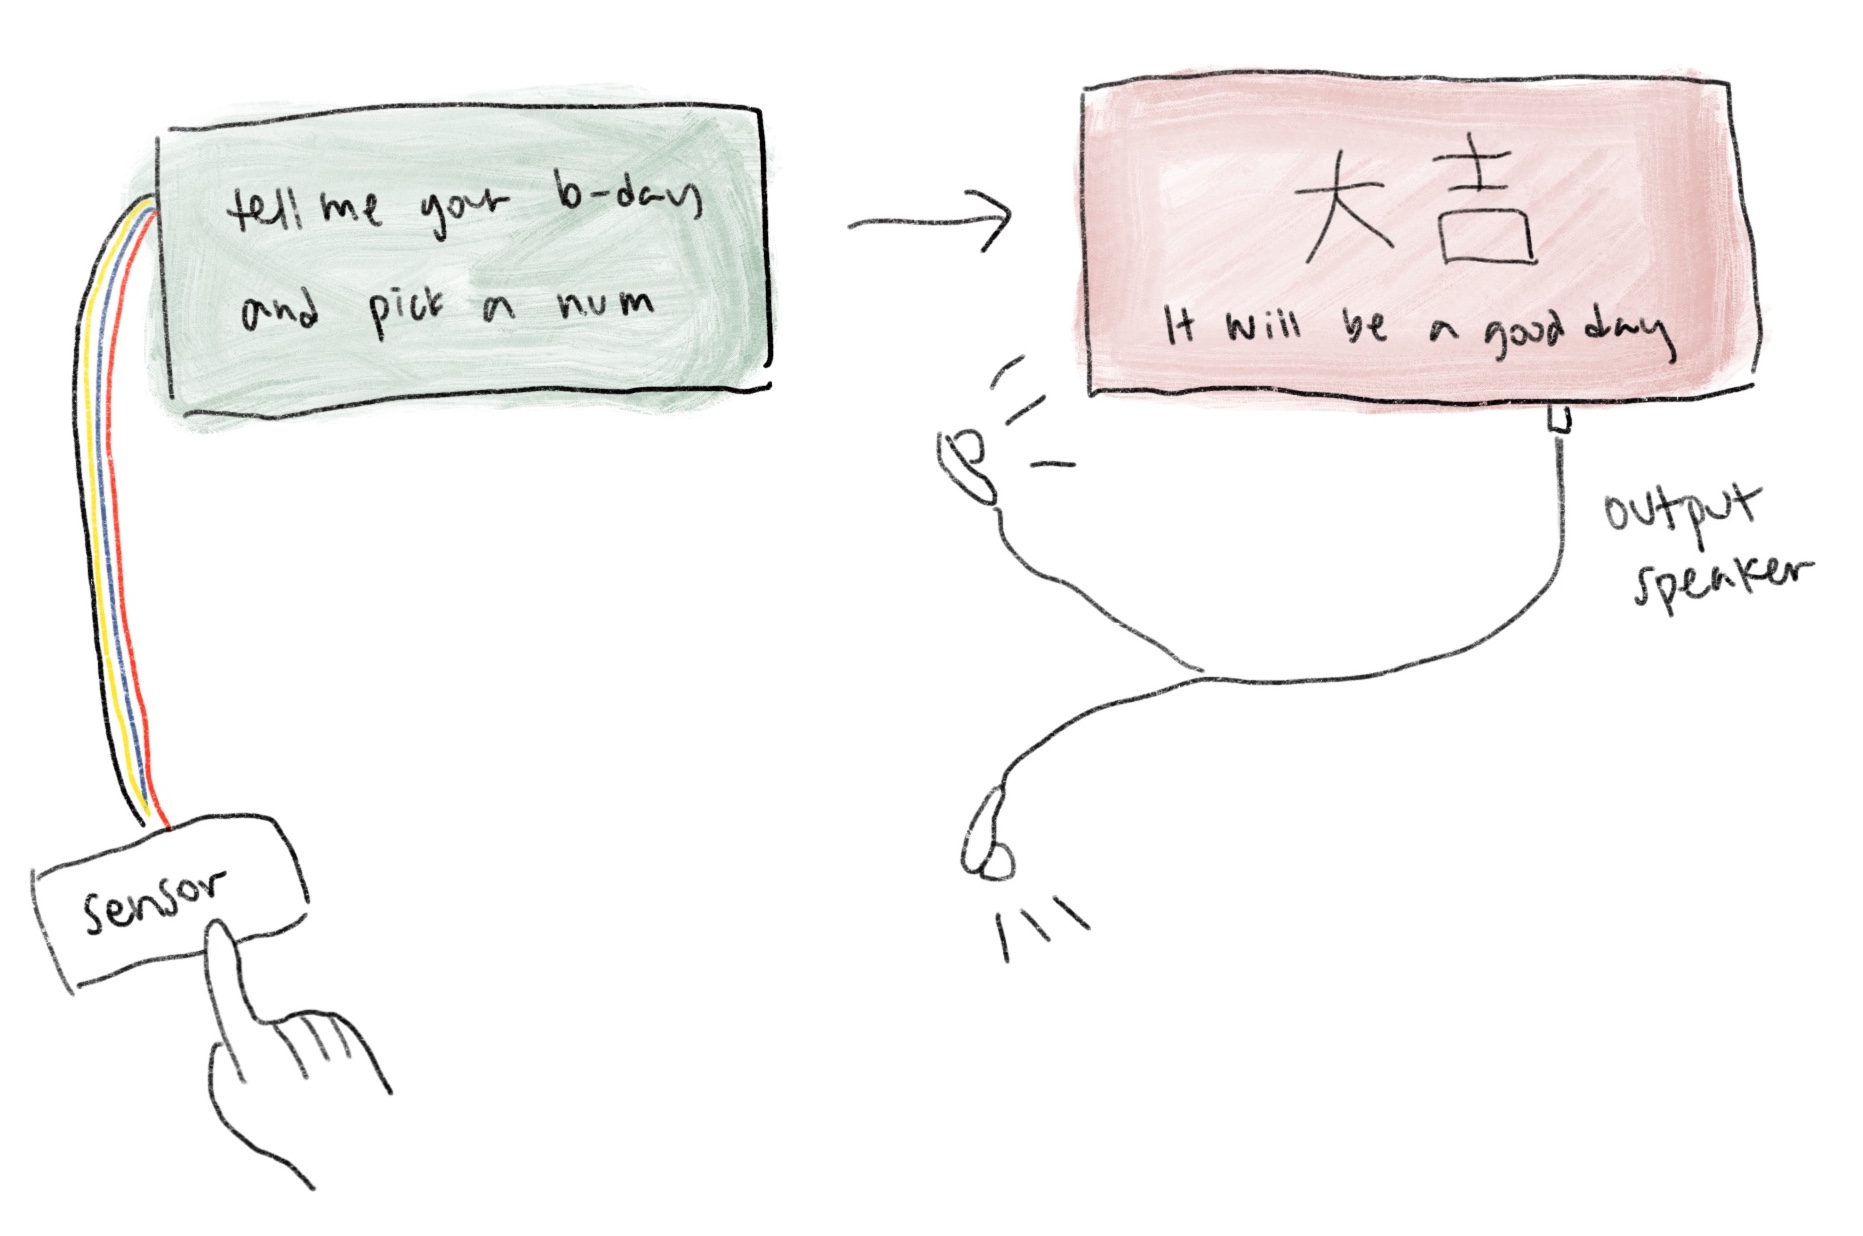 tell me your b-day
and pick a num
大吉
It will be a good day
output
speaker
sensor